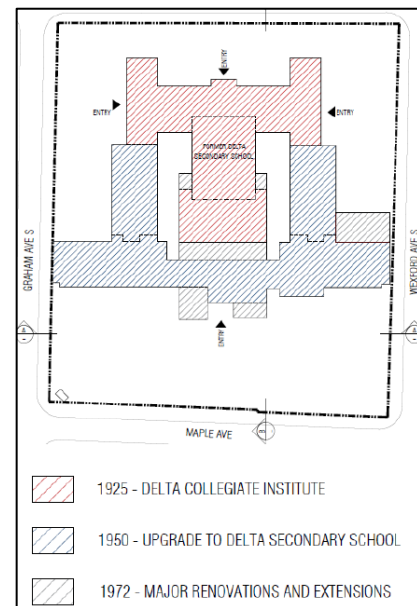 ENTRY
ENTRY
ENTRY
FORMER DELTA
SECONDARY SCHOOL
GRAHAM AVE S
WEXFORD AVE S
ENTRY
MAPLE AVE
1925 - DELTA COLLEGIATE INSTITUTE
1950 - UPGRADE TO DELTA SECONDARY SCHOOL
1972 - MAJOR RENOVATIONS AND EXTENSIONS